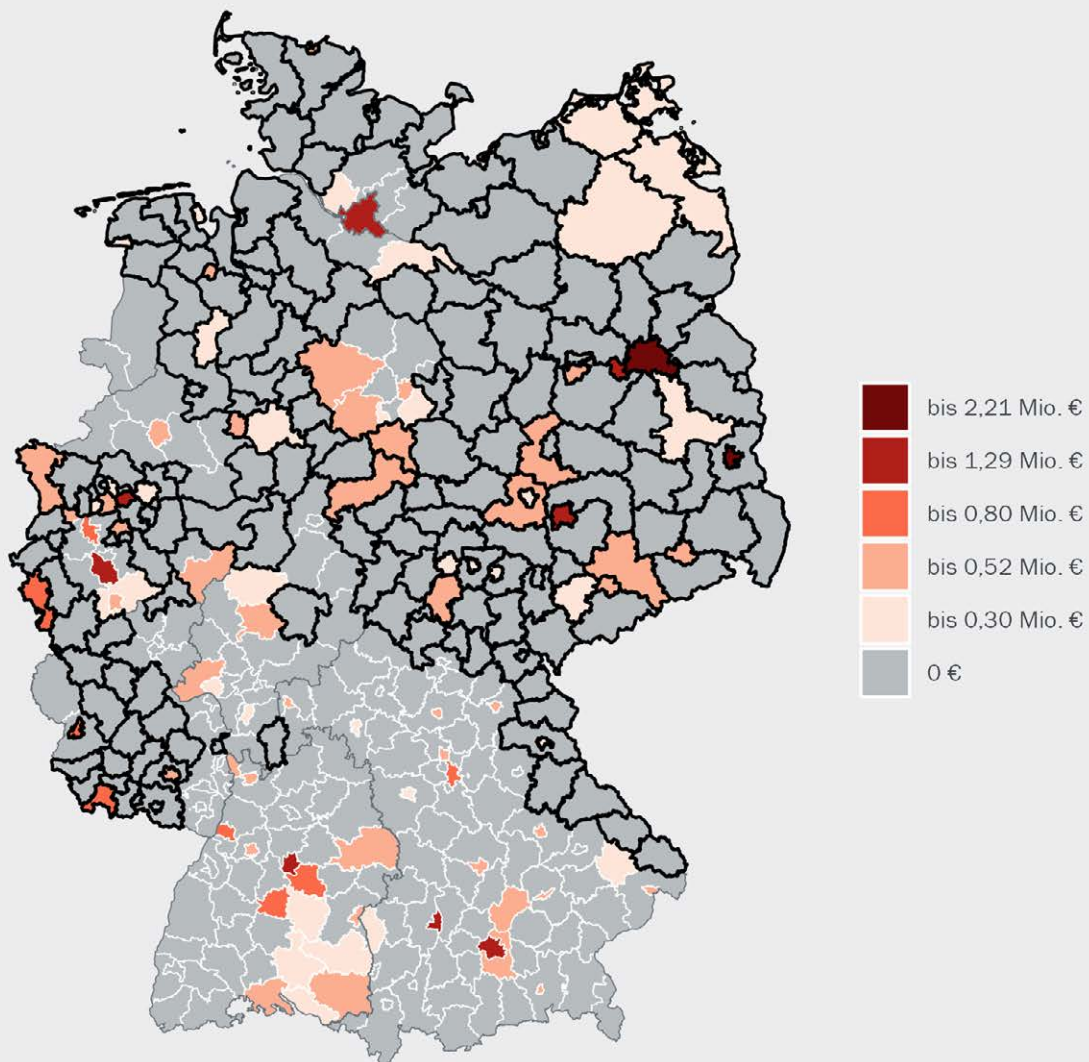 bis 2,21 Mio. €
bis 1,29 Mio. €
bis 0,80 Mio. €
bis 0,52 Mio. €
bis 0,30 Mio. €
0 €